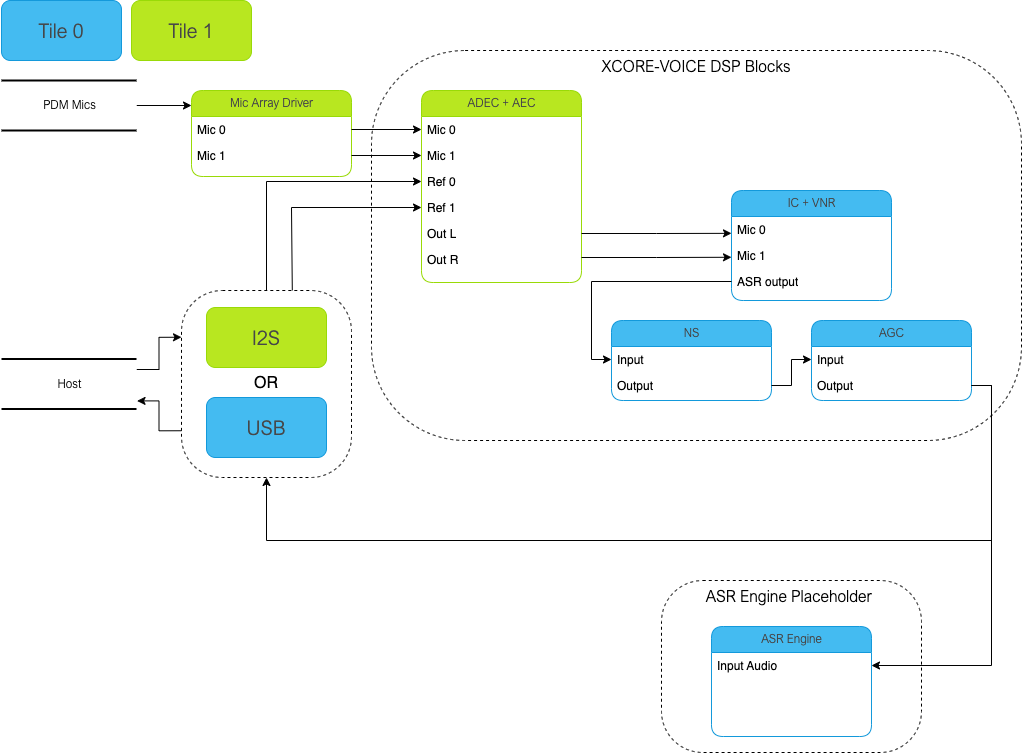 Tile 0
Tile 1
XCORE-VOICE DSP Blocks
PDM Mics
Mic Array Driver
Mic 0
Mic 1
ADEC + AEC
Mic 0
Mic 1
Ref 0
Ref 1
Out L
Out R
IC + VNR
Mic 0
Mic 1
ASR output
I2S
OR
USB
Host
NS
Input
Output
AGC
Input
Output
ASR Engine Placeholder
ASR Engine
Input Audio